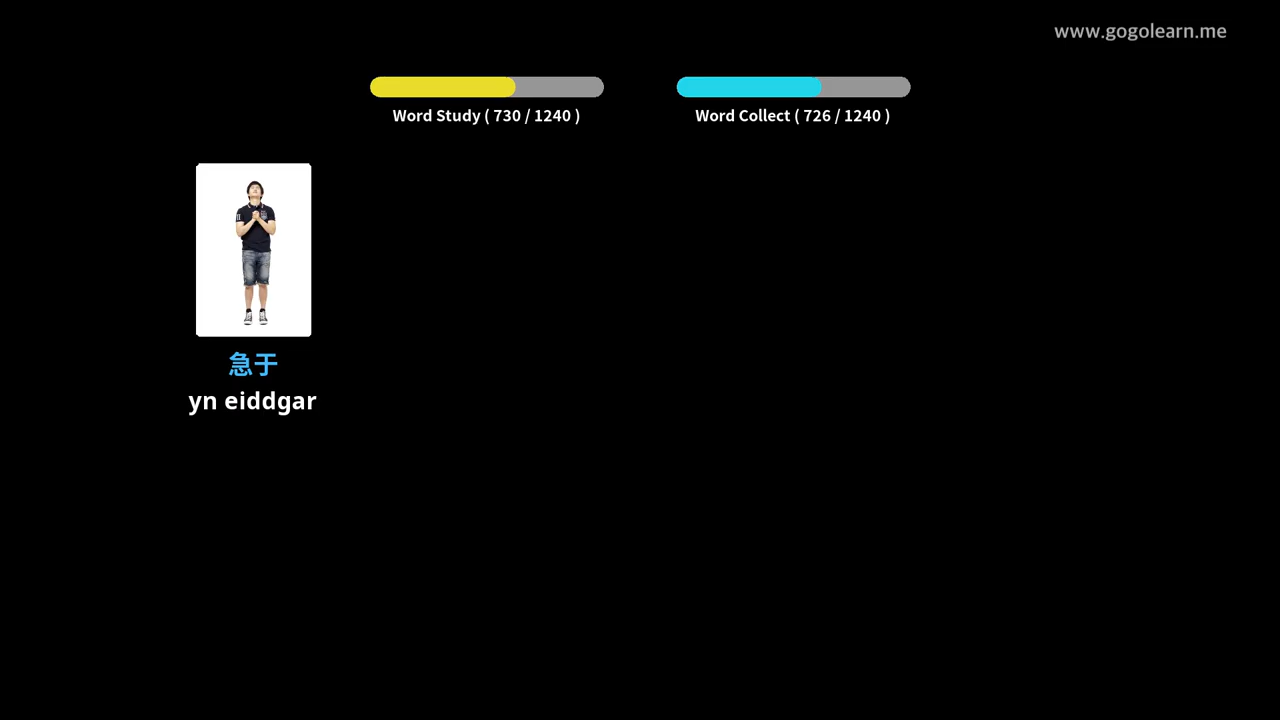 www.gogolearn.me
Word Study ( 730 / 1240 )
Word Collect ( 726 / 1240 )
急于
yn eiddgar